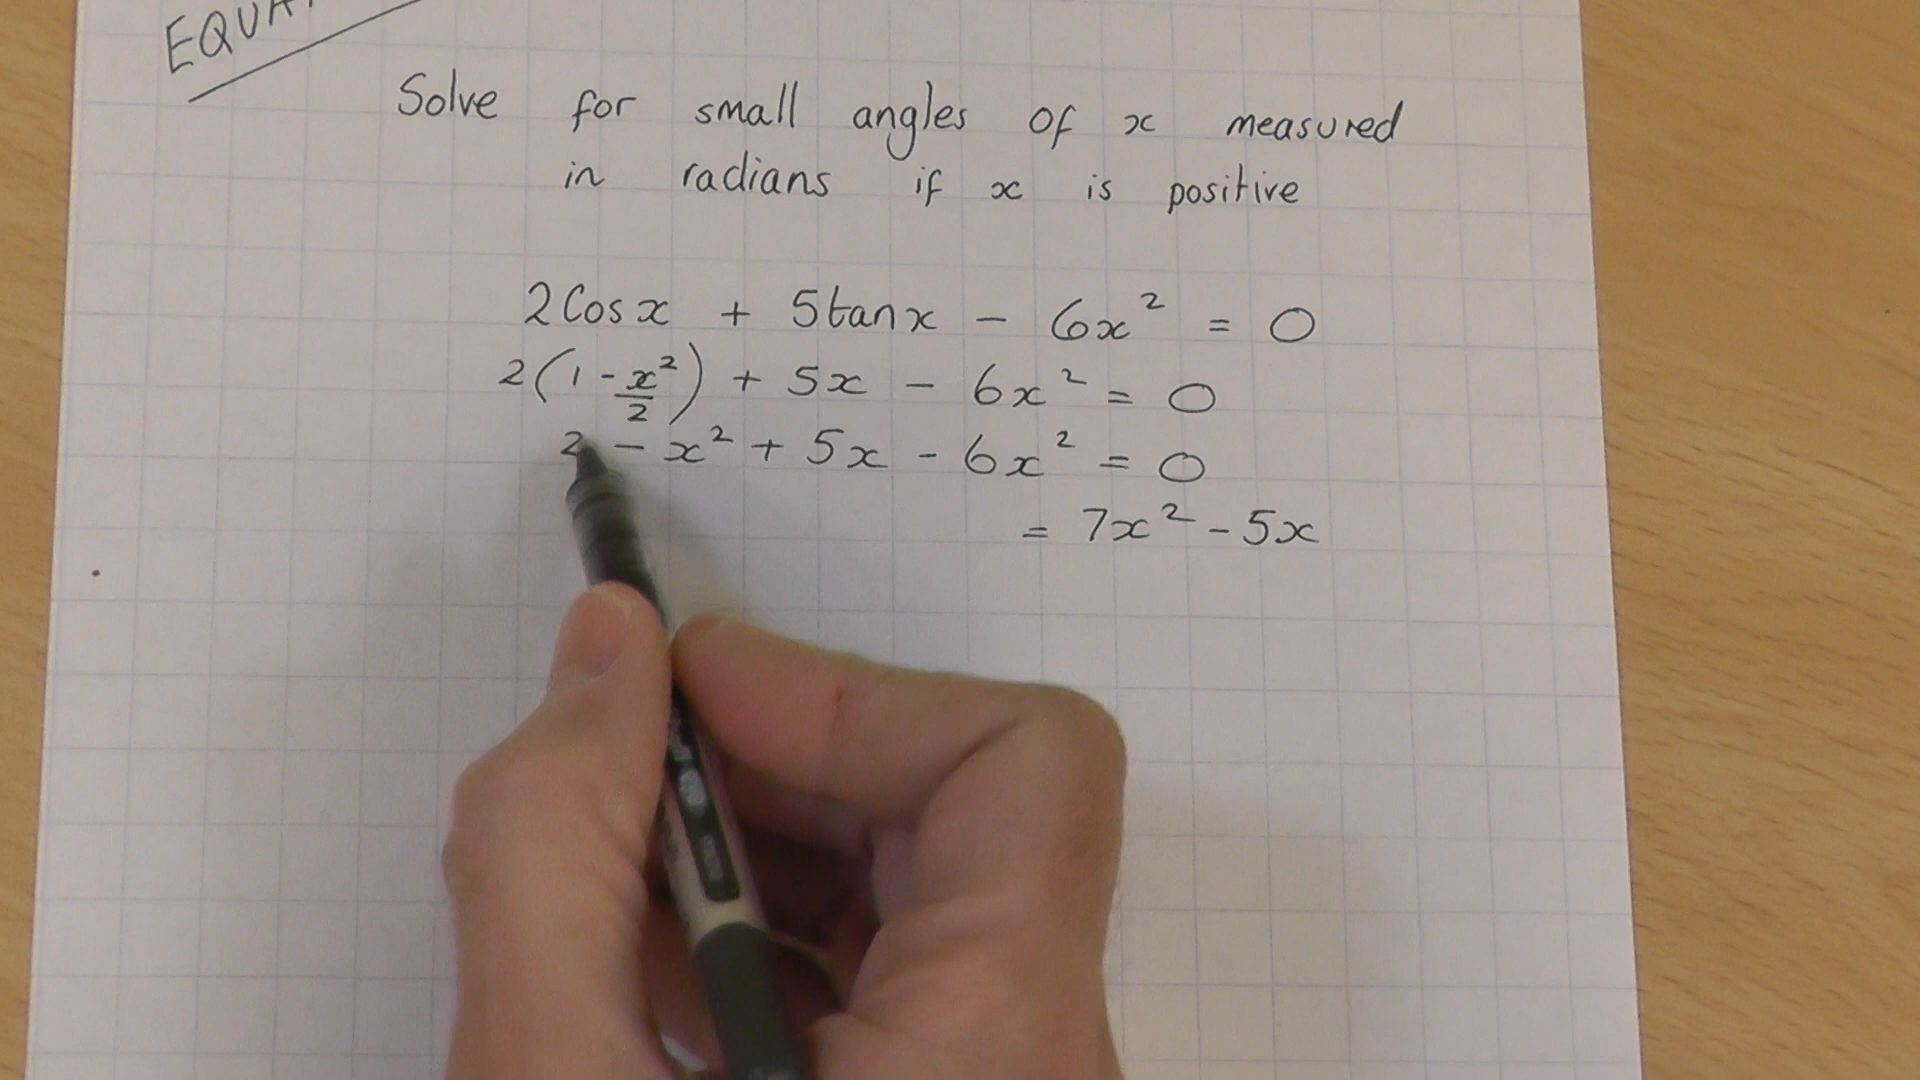 Solve for small angles of x measured
in radians if x is positive
2Cos x + 5tan x - 6x² = 0
2(1 - x²/2) + 5x - 6x² = 0
2 - x² + 5x - 6x² = 0
= 7x² - 5x